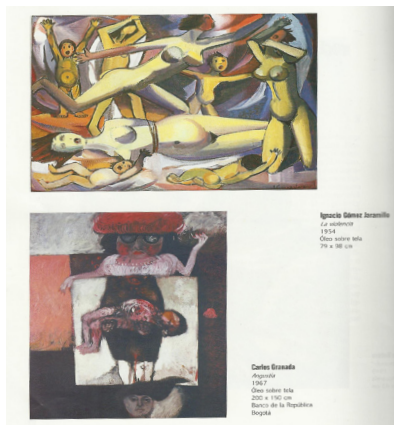 Ignacio Gómez Jaramillo
La violencia
1954
Óleo sobre tela
79 x 98 cm
Carlos Granada
Angustia
1967
Óleo sobre tela
200 x 150 cm
Banco de la República
Bogotá